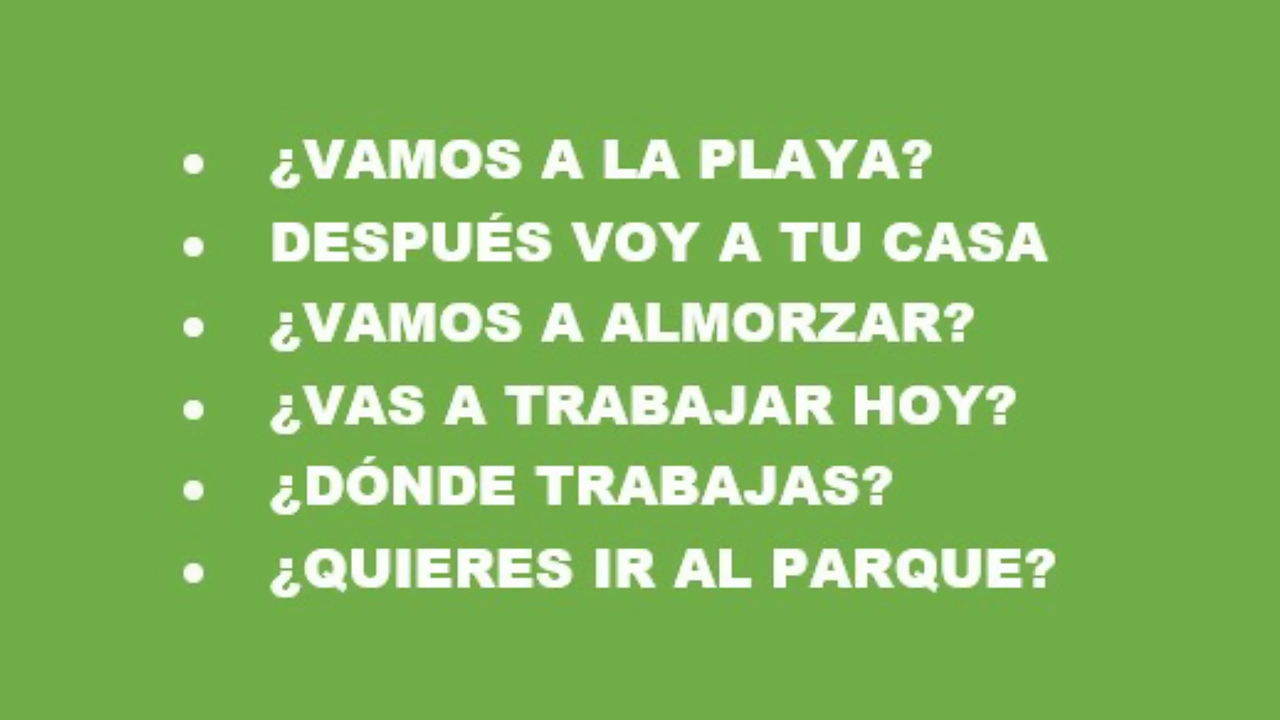 • ¿VAMOS A LA PLAYA?
• DESPUÉS VOY A TU CASA
• ¿VAMOS A ALMORZAR?
• ¿VAS A TRABAJAR HOY?
• ¿DÓNDE TRABAJAS?
• ¿QUIERES IR AL PARQUE?